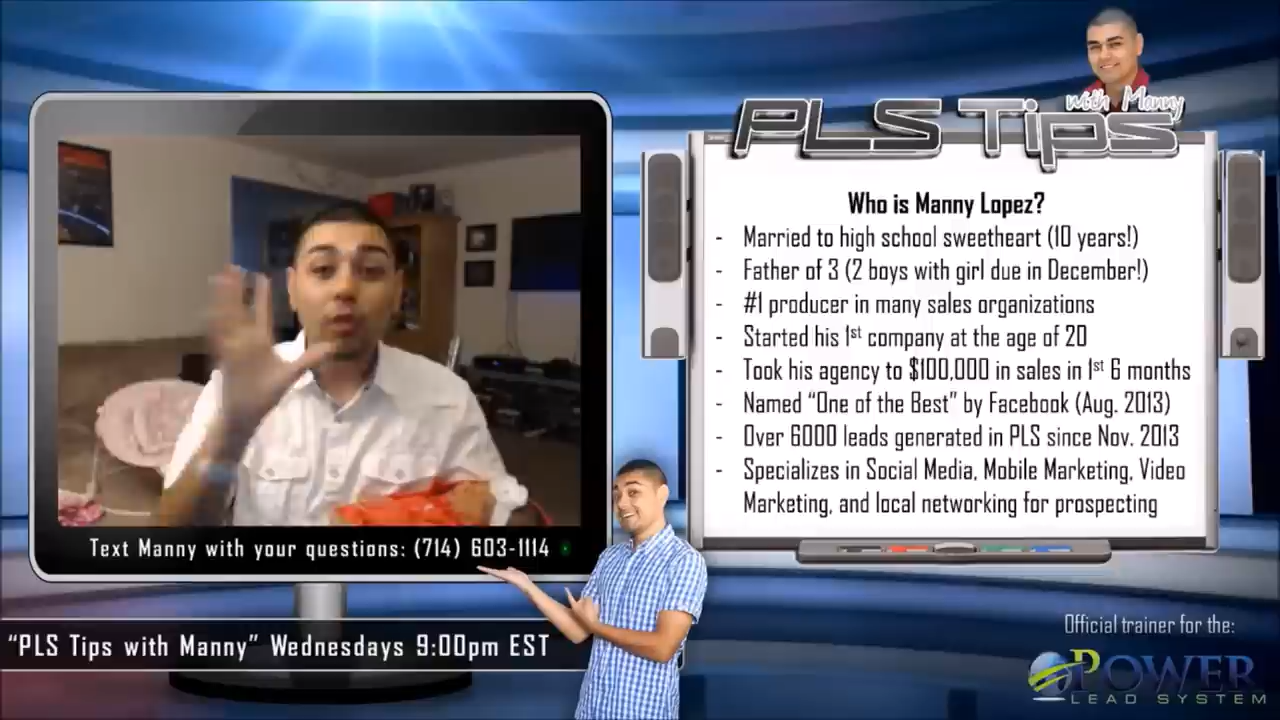 PLS Tips
with Manny
Who is Manny Lopez?
- Married to high school sweetheart (10 years!)
- Father of 3 (2 boys with girl due in December!)
- #1 producer in many sales organizations
- Started his 1st company at the age of 20
- Took his agency to $100,000 in sales in 1st 6 months
- Named “One of the Best” by Facebook (Aug. 2013)
- Over 6000 leads generated in PLS since Nov. 2013
- Specializes in Social Media, Mobile Marketing, Video
Marketing, and local networking for prospecting
Text Manny with your questions: (714) 603-1114
“PLS Tips with Manny” Wednesdays 9:00pm EST
Official trainer for the:
POWER
LEAD SYSTEM